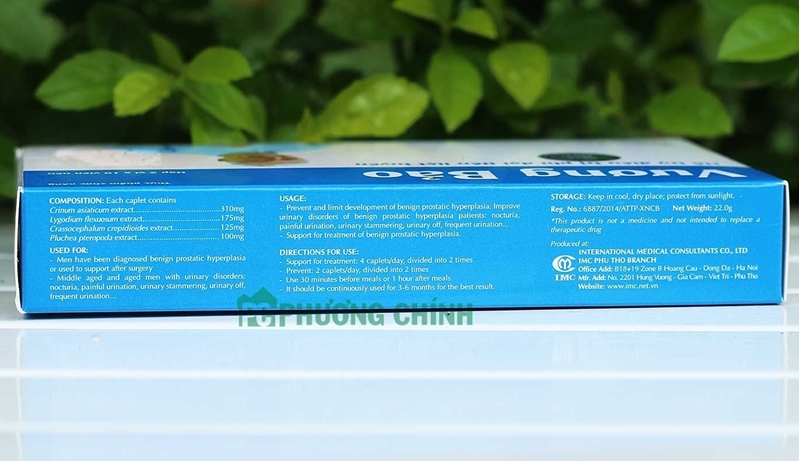 Vương Bảo
COMPOSITION: Each caplet contains
Crinum asiaticum extract....................................310mg
Lygodium flexuosum extract................................175mg
Crassocephalum crepidioides extract......................125mg
Pluchea pteropoda extract..................................100mg
USED FOR:
- Men have been diagnosed benign prostatic hyperplasia
or used to support after surgery
- Middle aged and aged men with urinary disorders:
nocturia, painful urination, urinary stammering, urinary off,
frequent urination...
USAGE:
- Prevent and limit development of benign prostatic hyperplasia. Improve
urinary disorders of benign prostatic hyperplasia patients: nocturia,
painful urination, urinary stammering, urinary off, frequent urination...
- Support for treatment of benign prostatic hyperplasia.
DIRECTIONS FOR USE:
- Support for treatment: 4 caplets/day, divided into 2 times
- Prevent: 2 caplets/day, divided into 2 times
- Use 30 minutes before meals or 1 hour after meals
- It should be continuously used for 3-6 months for the best result.
STORAGE: Keep in cool, dry place; protect from sunlight.
Reg. No.: 6887/2014/ATTP-XNCB Net Weight: 22.0g
*This product is not a medicine and not intended to replace a
therapeutic drug
Produced at:
INTERNATIONAL MEDICAL CONSULTANTS CO., LTD
IMC PHU THO BRANCH
Office Add: B18+19 Zone B Hoang Cau - Dong Da - Ha Noi
IMC Mfr. Add: No. 2201 Hung Vuong - Gia Cam - Viet Tri - Phu Tho
Website: www.imc.net.vn
PHƯƠNG CHÍNH